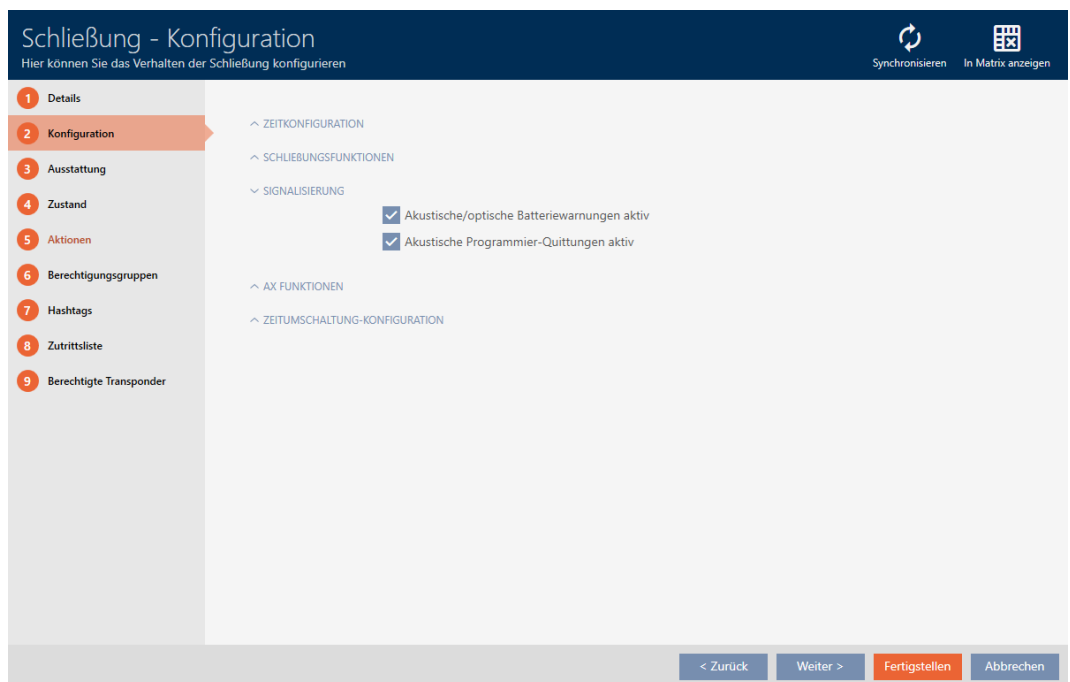 Schließung - Konfiguration
Hier können Sie das Verhalten der Schließung konfigurieren
Synchronisieren
In Matrix anzeigen
1 Details
2 Konfiguration
3 Ausstattung
4 Zustand
5 Aktionen
6 Berechtigungsgruppen
7 Hashtags
8 Zutrittsliste
9 Berechtigte Transponder
ZEITKONFIGURATION
SCHLIEßUNGSFUNKTIONEN
SIGNALISIERUNG
Akustische/optische Batteriewarnungen aktiv
Akustische Programmier-Quittungen aktiv
AX FUNKTIONEN
ZEITUMSCHALTUNG-KONFIGURATION
< Zurück
Weiter >
Fertigstellen
Abbrechen